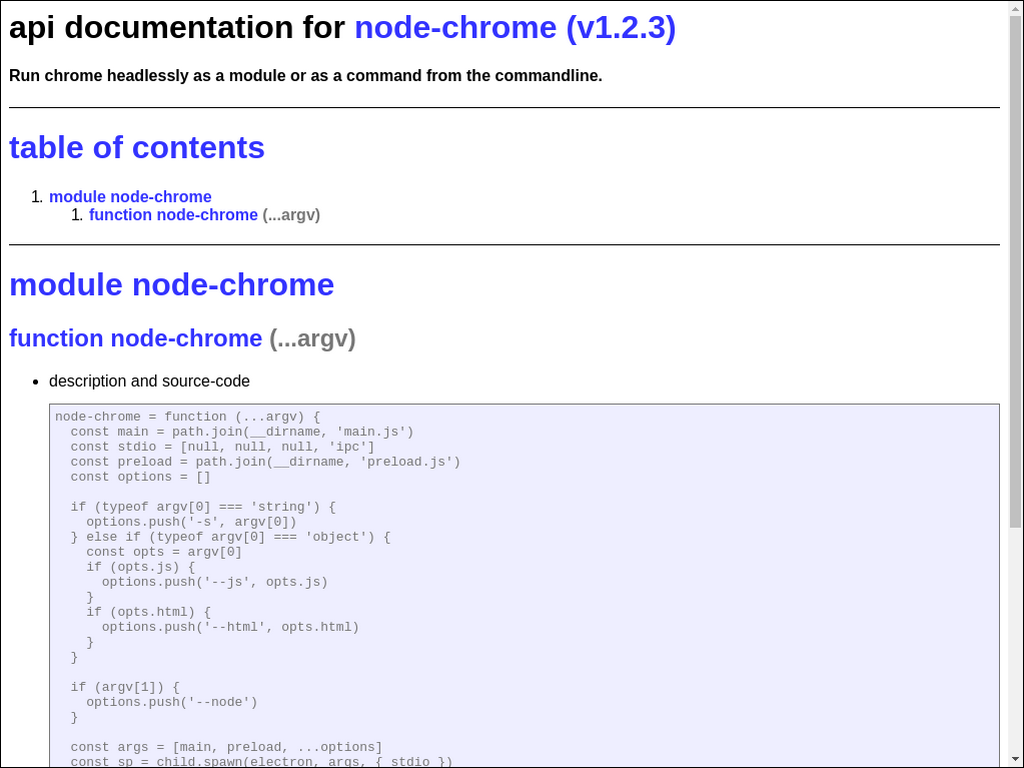 api documentation for node-chrome (v1.2.3)
Run chrome headlessly as a module or as a command from the commandline.
table of contents
1. module node-chrome
1. function node-chrome (...argv)
module node-chrome
function node-chrome (...argv)
• description and source-code
node-chrome = function (...argv) {
  const main = path.join(__dirname, 'main.js')
  const stdio = [null, null, null, 'ipc']
  const preload = path.join(__dirname, 'preload.js')
  const options = []

  if (typeof argv[0] === 'string') {
    options.push('-s', argv[0])
  } else if (typeof argv[0] === 'object') {
    const opts = argv[0]
    if (opts.js) {
      options.push('--js', opts.js)
    }
    if (opts.html) {
      options.push('--html', opts.html)
    }
  }

  if (argv[1]) {
    options.push('--node')
  }

  const args = [main, preload, ...options]
  const sp = child.spawn(electron, args, { stdio })